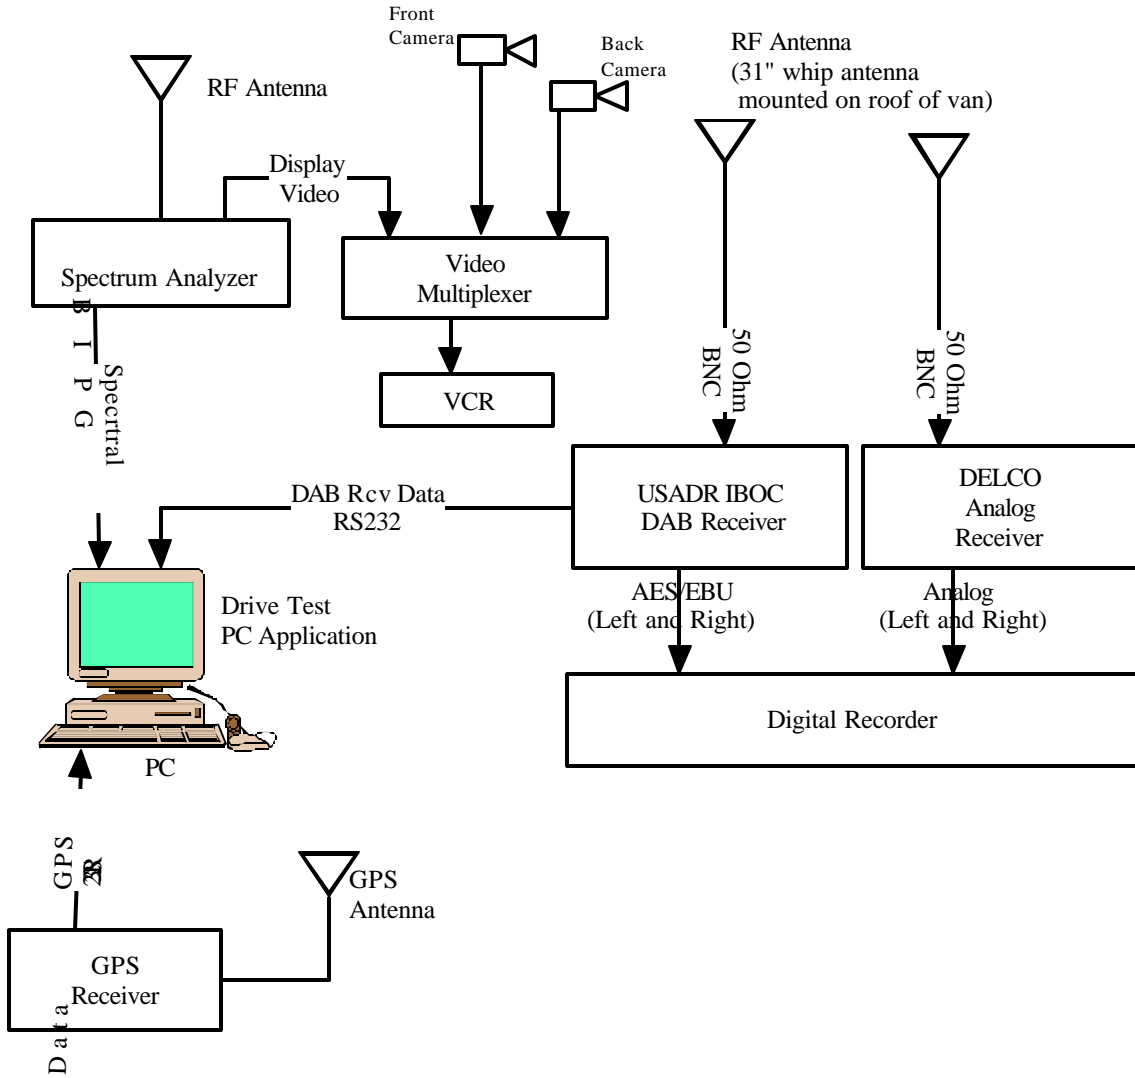 Front
Camera
Back
Camera
RF Antenna
(31" whip antenna
mounted on roof of van)
RF Antenna
Display
Video
Spectrum Analyzer
Video
Multiplexer
VCR
B I P G
Specrtral
50 Ohm
BNC
50 Ohm
BNC
DAB Rcv Data
RS232
USADR IBOC
DAB Receiver
DELCO
Analog
Receiver
AES/EBU
(Left and Right)
Analog
(Left and Right)
Drive Test
PC Application
Digital Recorder
PC
GPS
GPS
Antenna
GPS
Receiver
Data